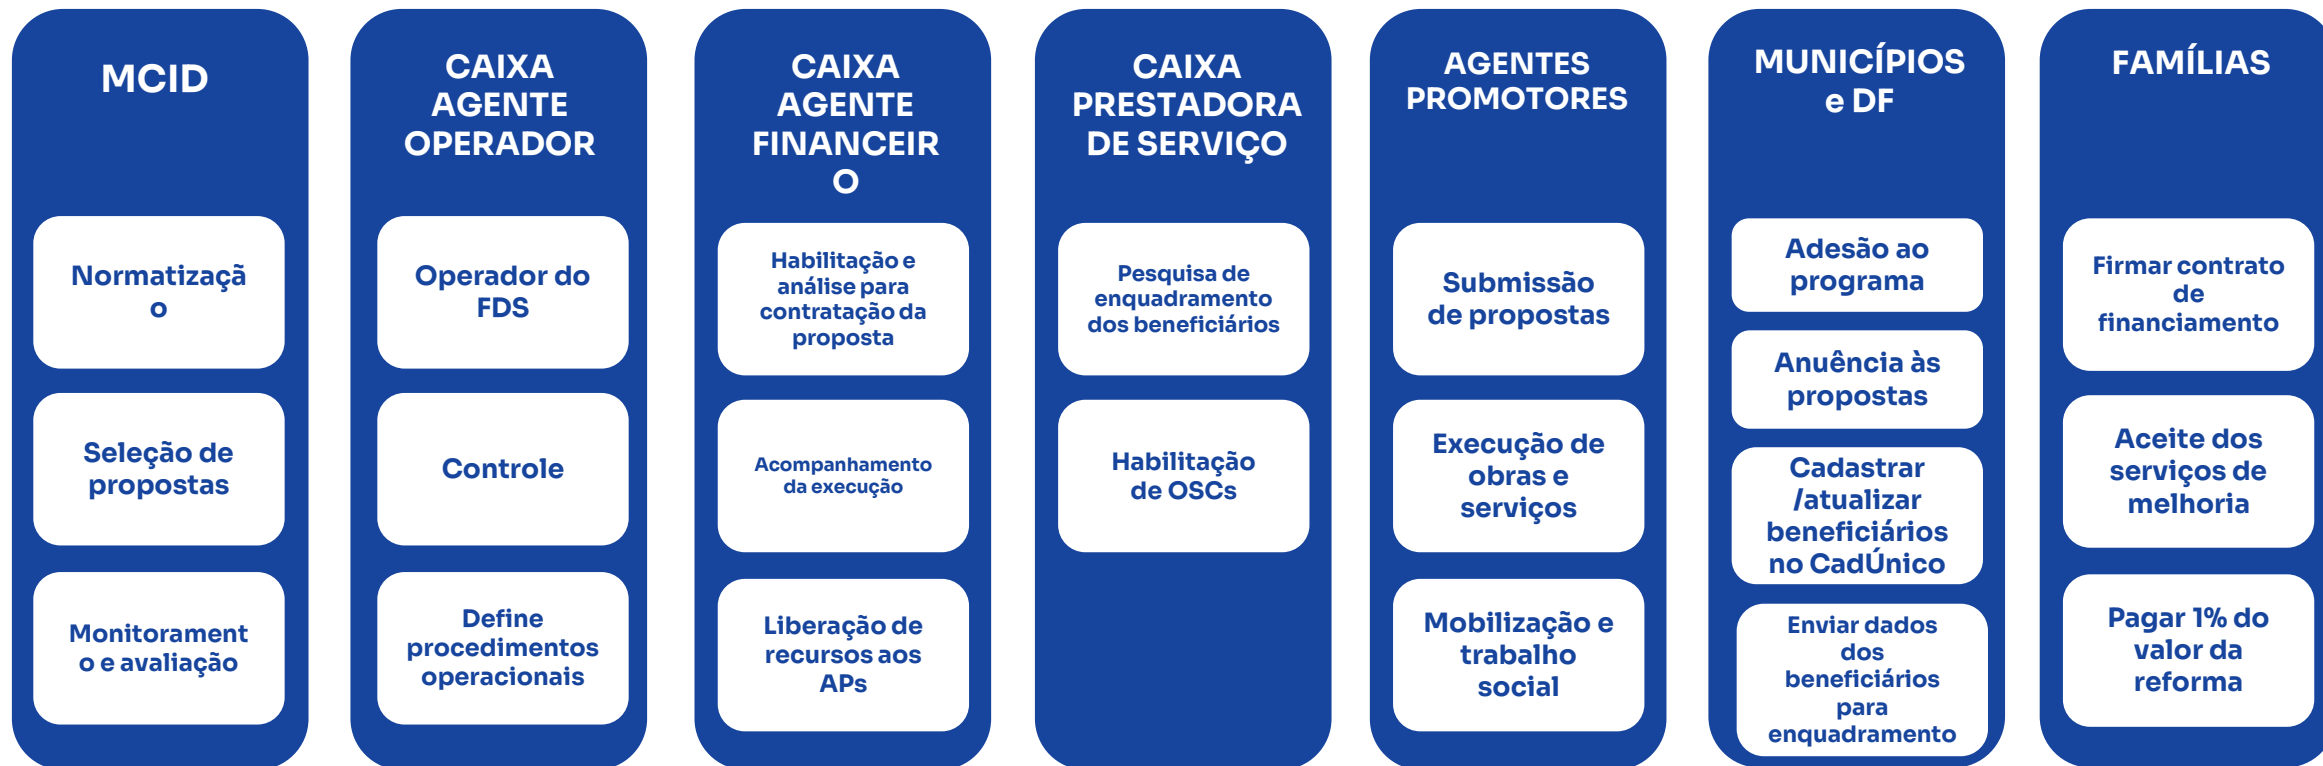 MCID
Normatizaçã
o
Seleção de
propostas
Monitorament
o e avaliação
CAIXA
AGENTE
OPERADOR
Operador do
FDS
Controle
Define
procedimentos
operacionais
CAIXA
AGENTE
FINANCEIR
O
Habilitação e
análise para
contratação da
proposta
Acompanhamento
da execução
Liberação de
recursos aos
APs
CAIXA
PRESTADORA
DE SERVIÇO
Pesquisa de
enquadramento
dos beneficiários
Habilitação
de OSCs
AGENTES
PROMOTORES
Submissão
de propostas
Execução de
obras e
serviços
Mobilização e
trabalho
social
MUNICÍPIOS
e DF
Adesão ao
programa
Anuência às
propostas
Cadastrar
/atualizar
beneficiários
no CadÚnico
Enviar dados
dos
beneficiários
para
enquadramento
FAMÍLIAS
Firmar contrato
de
financiamento
Aceite dos
serviços de
melhoria
Pagar 1% do
valor da
reforma